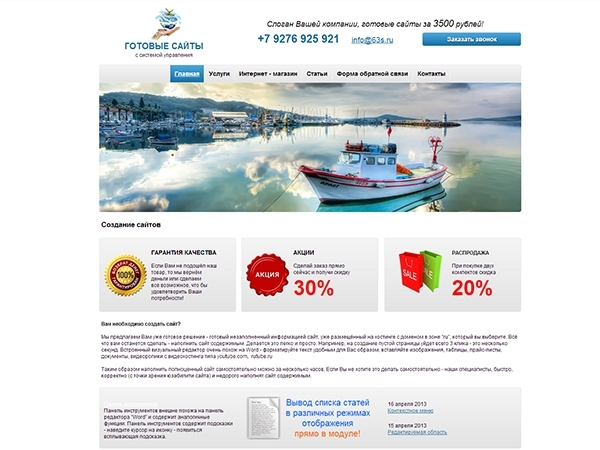 Слоган Вашей компании, готовые сайты за 3500 рублей!
ГОТОВЫЕ САЙТЫ
с системой управления
+7 9276 925 921
info@63s.ru
Заказать звонок
Главная
Услуги
Интернет - магазин
Статьи
Форма обратной связи
Контакты
Создание сайтов
ГАРАНТИЯ КАЧЕСТВА
Если Вам не подошёл наш
товар, то мы вернём
деньги или сделаем
все возможное, что бы
удовлетворить Ваши
потребности!
100%
АКЦИИ
Сделай заказ прямо
сейчас и получи скидку
30%
АКЦИЯ
SALE
SALE
РАСПРОДАЖА
При покупке двух
компектов скидка
20%
Вам необходимо создать сайт?
Мы предлагаем Вам уже готовое решение - готовый незаполненный информацией сайт, уже размещённый на хостинге с доменом в зоне "ru", который вы выберите. Всё
что вам останется сделать - наполнить сайт содержимым. Делается это легко и просто. Например, на создание пустой страницы уйдет всего 3 клика - это несколько
секунд. Встроенный визуальный редактор очень похож на Word - форматируйте текст удобным для Вас образом, вставляйте изображения, таблицы, прайс-листы,
документы, видеоролики с видеохостинга типа youtube.com, rutube.ru
Таким образом наполнить полноценный сайт самостоятельно можно за несколько часов. Если Вы не хотите это делать самостоятельно - наши специалисты, быстро,
корректно (с точки зрения юзабилити сайта) и недорого наполнят сайт содержимым.
Панель инструментов внешне похожа на панель
редактора "Word" и содержит аналогичные
функции. Панель инструментов содержит подсказки
- наведите курсор на иконку - появиться
всплывающая подсказка.
Вывод списка статей
в различных режимах
отображения
прямо в модуле!
16 апреля 2013
Контекстное меню
15 апреля 2013
Редактируемая область